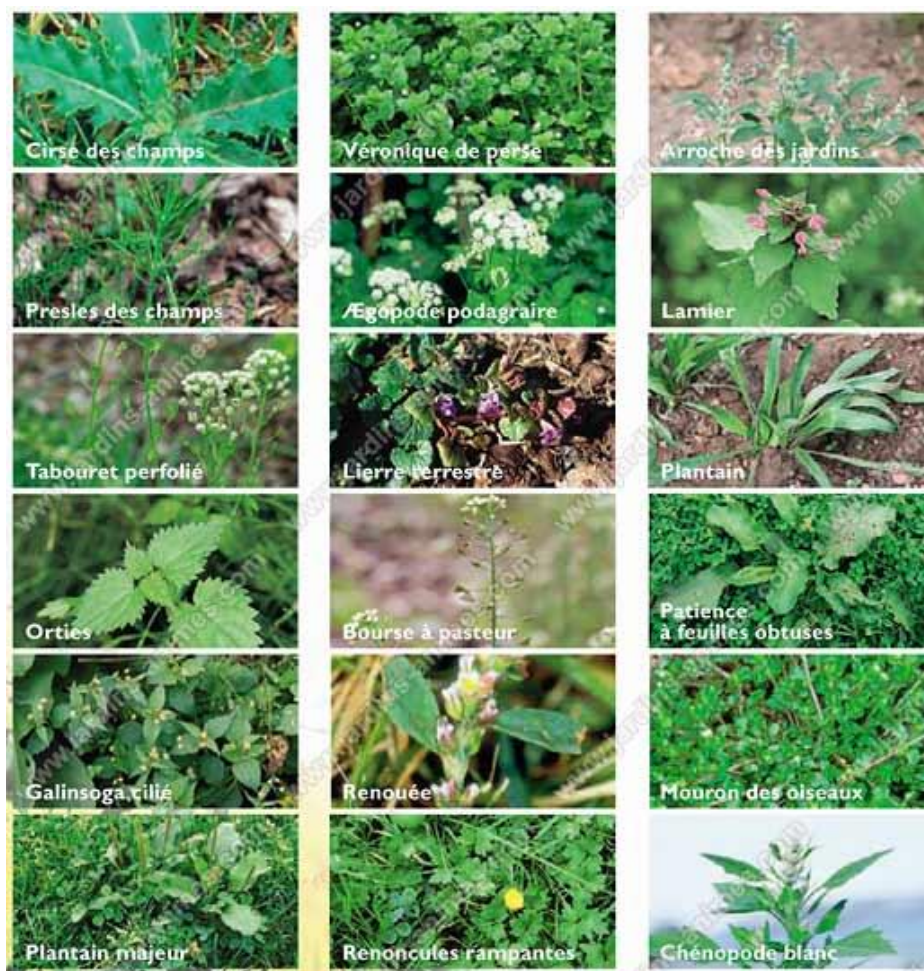 Cirse des champs
Véronique de perse
Arroche des jardins
Presles des champs
Ægopode podagraire
Lamier
Tabouret perfolié
Lierre terrestre
Plantain
Orties
Bourse à pasteur
Patience
à feuilles obtuses
Galinsoga cilié
Renouée
Mouron des oiseaux
Plantain majeur
Renoncules rampantes
Chénopode blanc